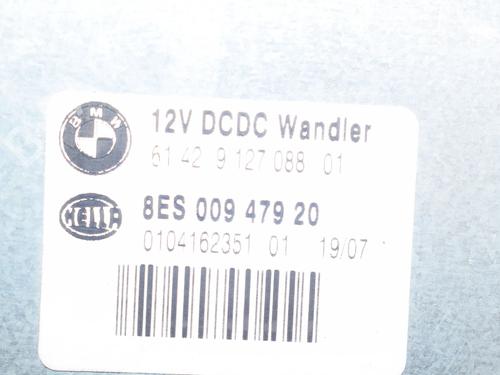 BMW
12V DCDC Wandler
61 42 9 127 088 01
HELLA
8ES 009 479 20
0104162351 01 19/07